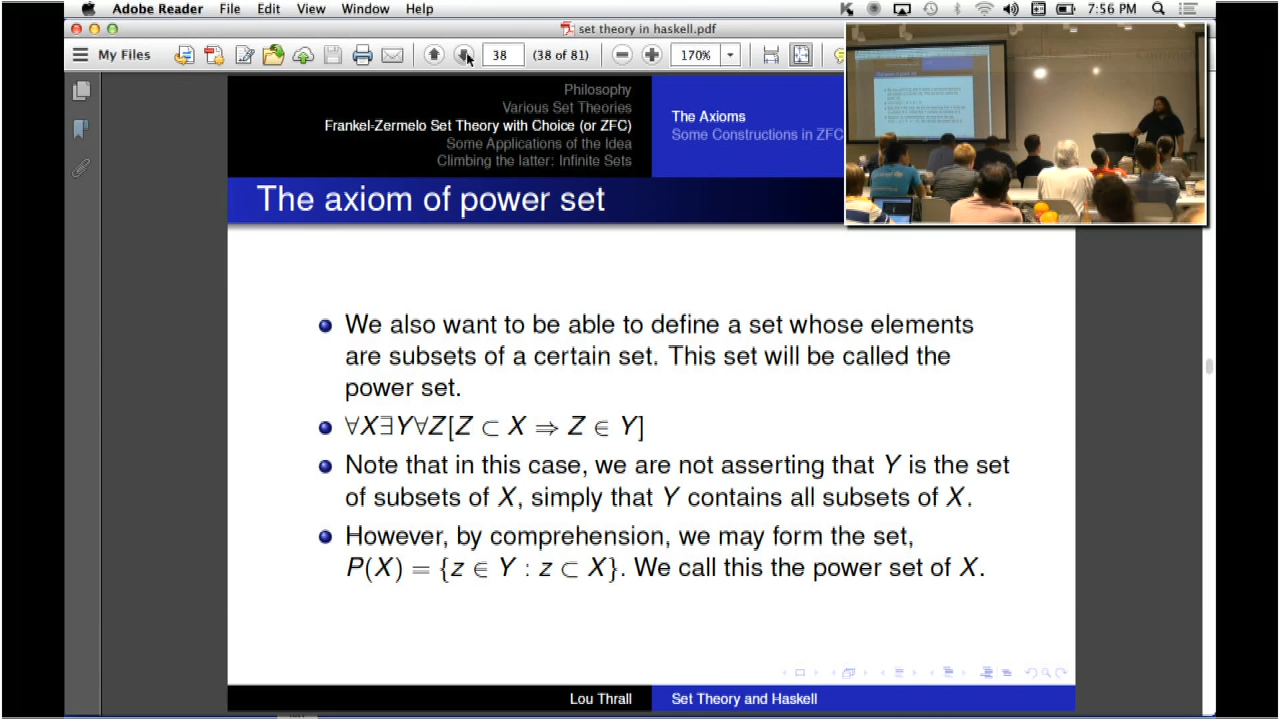 Adobe Reader File Edit View Window Help 7:56 PM
set theory in haskell.pdf
My Files 38 (38 of 81) 170%
Philosophy
Various Set Theories
Frankel-Zermelo Set Theory with Choice (or ZFC)
Some Applications of the Idea
Climbing the latter: Infinite Sets
The Axioms
Some Constructions in ZFC
The axiom of power set
We also want to be able to define a set whose elements
are subsets of a certain set. This set will be called the
power set.
∀X∃Y∀Z[Z ⊂ X ⇒ Z ∈ Y]
Note that in this case, we are not asserting that Y is the set
of subsets of X, simply that Y contains all subsets of X.
However, by comprehension, we may form the set,
P(X) = {z ∈ Y : z ⊂ X}. We call this the power set of X.
Lou Thrall Set Theory and Haskell